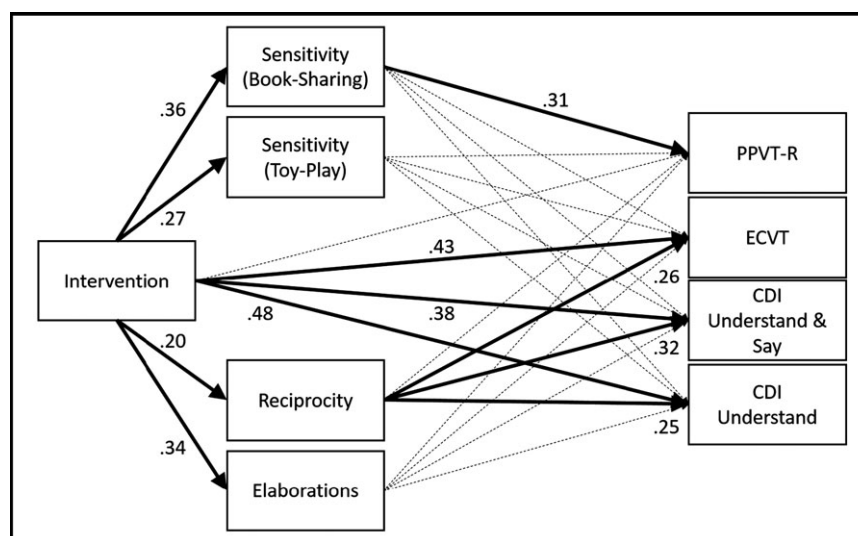 Sensitivity
(Book-Sharing)
.36
.31
Sensitivity
(Toy-Play)
PPVT-R
.27
.43
ECVT
Intervention
.26
.48
.38
CDI
Understand &
Say
.20
.32
Reciprocity
CDI
Understand
.34
.25
Elaborations